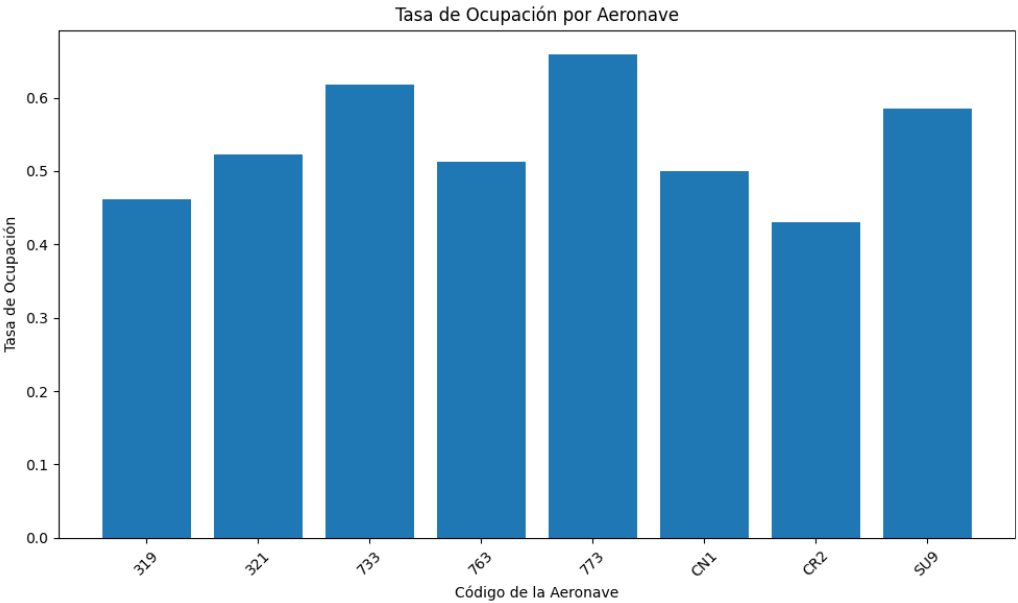 Tasa de Ocupación por Aeronave
Tasa de Ocupación
0.6
0.5
0.4
0.3
0.2
0.1
0.0
319 321 733 763 773 CN1 CR2 SU9
Código de la Aeronave